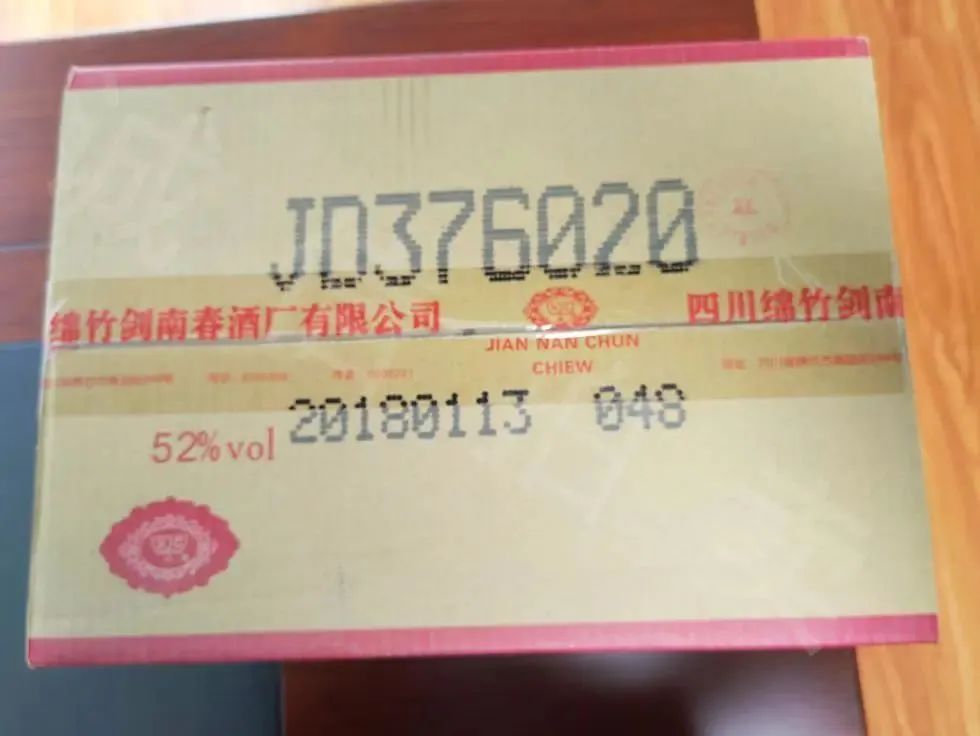 JD376020
绵竹剑南春酒厂有限公司
四川绵竹剑南
JIAN NAN CHUN
CHIEW
20180113 048
52%vol